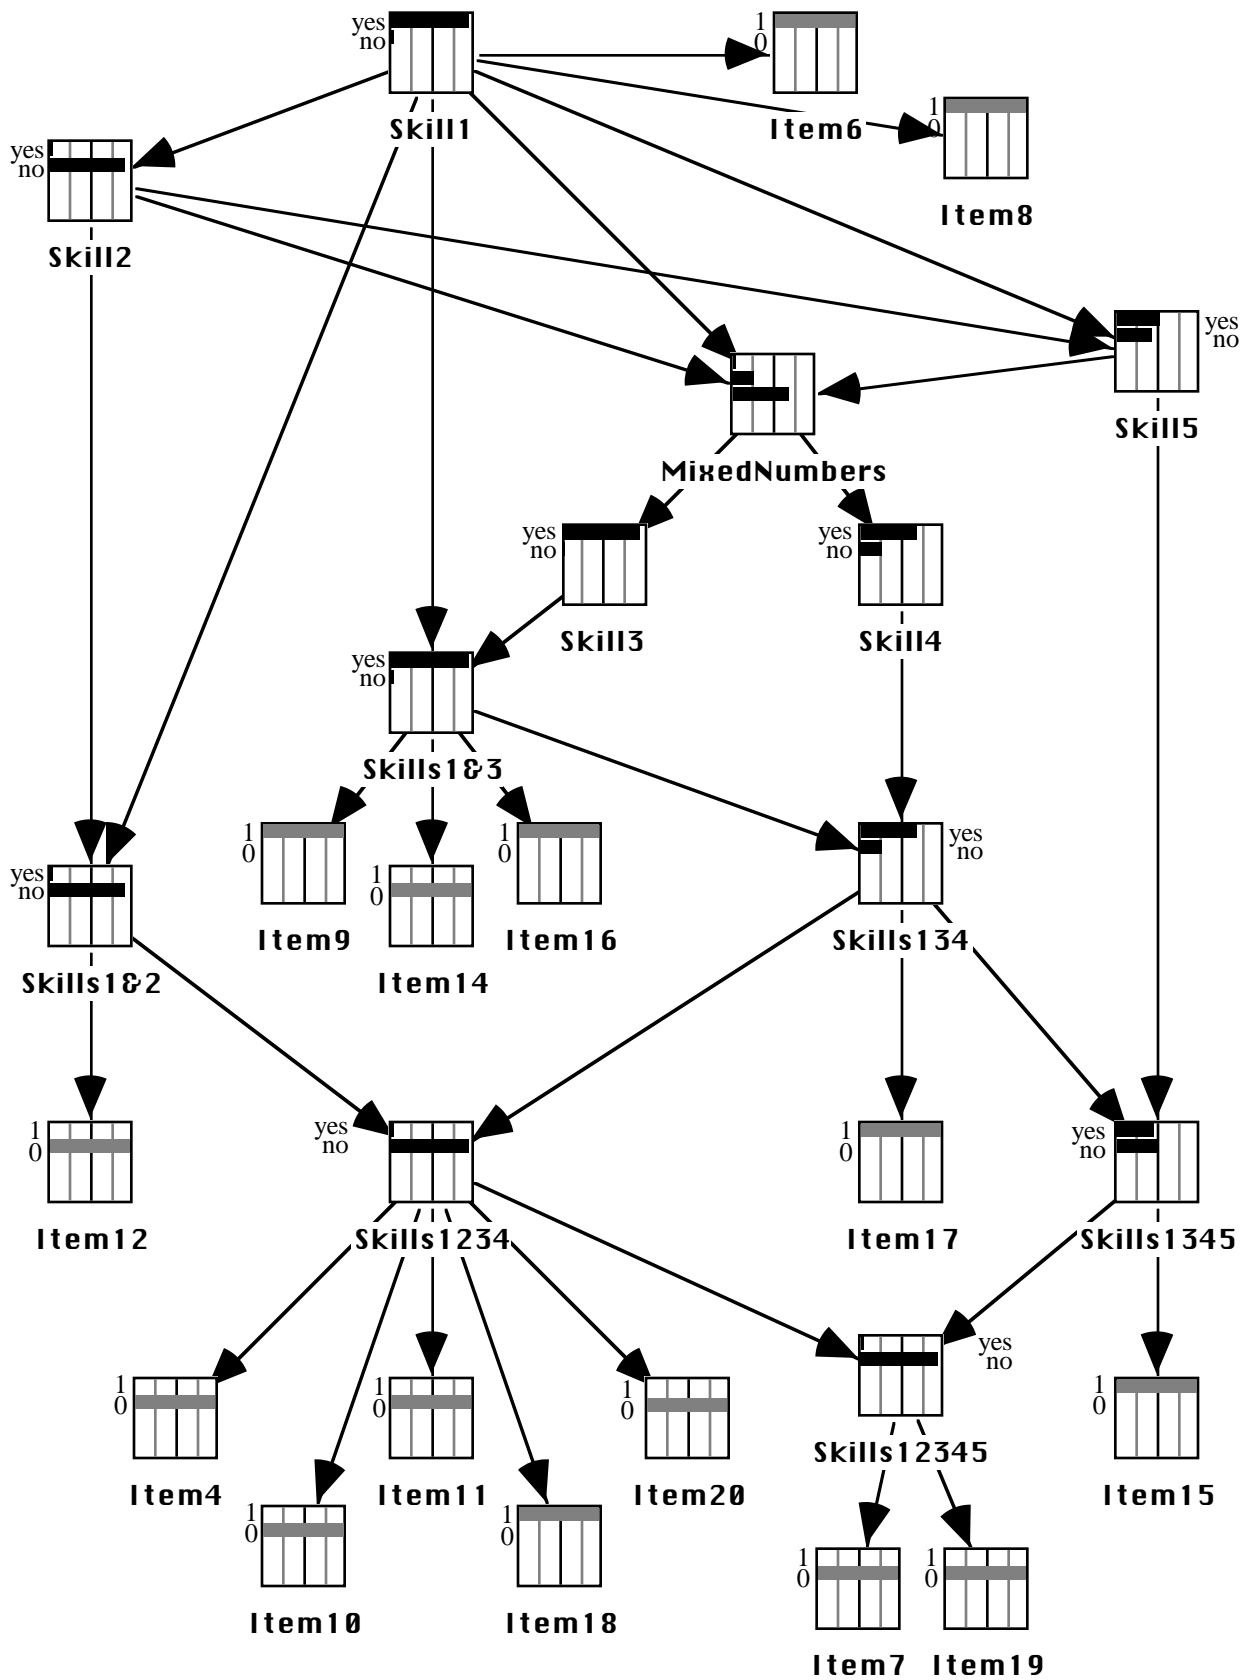 yes
no
Skill1
1
0
Item6
1
0
Item8
yes
no
Skill2
yes
no
Skill5
MixedNumbers
yes
no
Skill3
yes
no
Skill4
yes
no
Skills1&3
1
0
Item9
1
0
Item14
1
0
Item16
yes
no
Skills134
yes
no
Skills1&2
1
0
Item12
yes
no
Skills1234
1
0
Item17
yes
no
Skills1345
1
0
Item4
1
0
Item10
1
0
Item11
1
0
Item18
1
0
Item20
yes
no
Skills12345
1
0
Item15
1
0
Item7
1
0
Item19